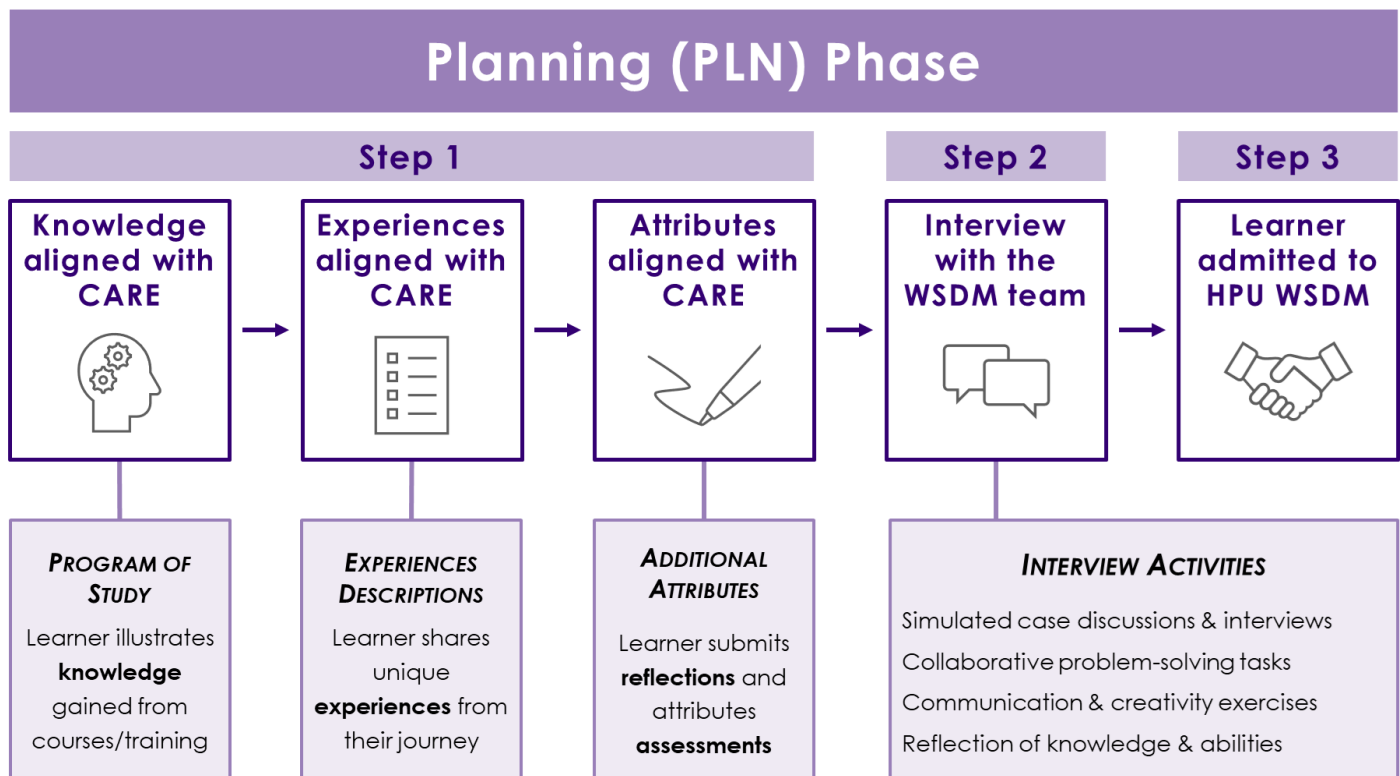 Planning (PLN) Phase
Step 1
Step 2
Step 3
Knowledge
aligned with
CARE
Experiences
aligned with
CARE
Attributes
aligned with
CARE
Interview
with the
WSDM team
Learner
admitted to
HPU WSDM
PROGRAM OF
STUDY
Learner illustrates
knowledge
gained from
courses/training
EXPERIENCES
DESCRIPTIONS
Learner shares
unique
experiences from
their journey
ADDITIONAL
ATTRIBUTES
Learner submits
reflections and
attributes
assessments
INTERVIEW ACTIVITIES
Simulated case discussions & interviews
Collaborative problem-solving tasks
Communication & creativity exercises
Reflection of knowledge & abilities